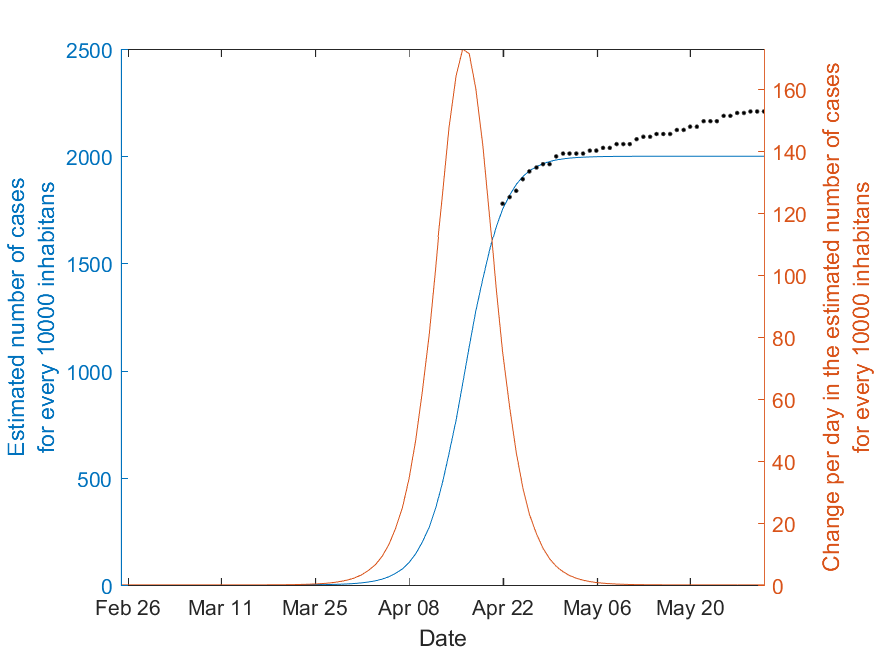 Estimated number of cases
for every 10000 inhabitans
2500
2000
1500
1000
500
0
160
140
120
100
80
60
40
20
0
Change per day in the estimated number of cases
for every 10000 inhabitans
Feb 26
Mar 11
Mar 25
Apr 08
Apr 22
May 06
May 20
Date